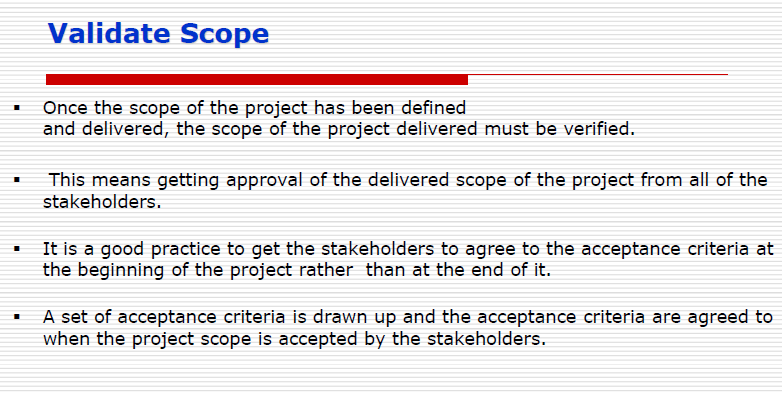 Validate Scope
▪ Once the scope of the project has been defined
and delivered, the scope of the project delivered must be verified.
▪ This means getting approval of the delivered scope of the project from all of the
stakeholders.
▪ It is a good practice to get the stakeholders to agree to the acceptance criteria at
the beginning of the project rather  than at the end of it.
▪ A set of acceptance criteria is drawn up and the acceptance criteria are agreed to
when the project scope is accepted by the stakeholders.